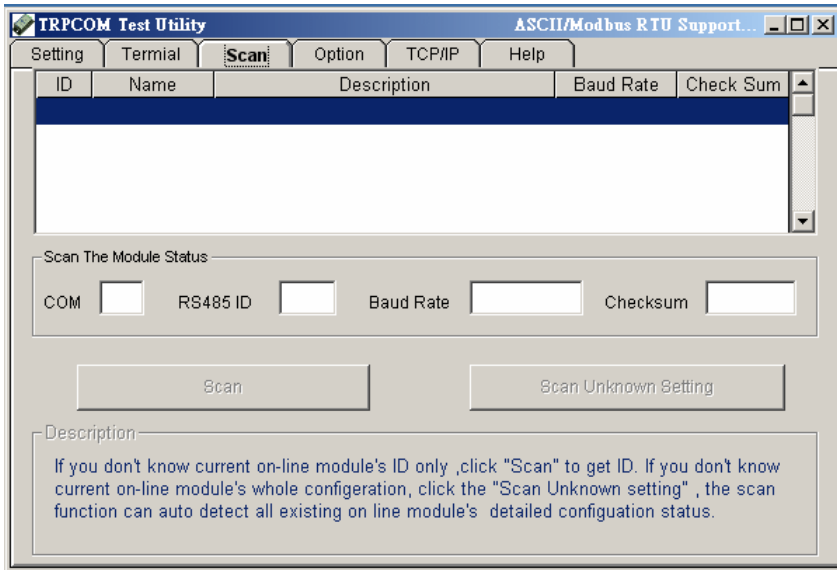 TRPCOM Test Utility ASCII/Modbus RTU Support...
Setting Termial Scan Option TCP/IP Help
ID Name Description Baud Rate Check Sum
Scan The Module Status
COM RS485 ID Baud Rate Checksum
Scan Scan Unknown Setting
Description
If you don't know current on-line module's ID only ,click "Scan" to get ID. If you don't know
current on-line module's whole configeration, click the "Scan Unknown setting" , the scan
function can auto detect all existing on line module's detailed configuation status.